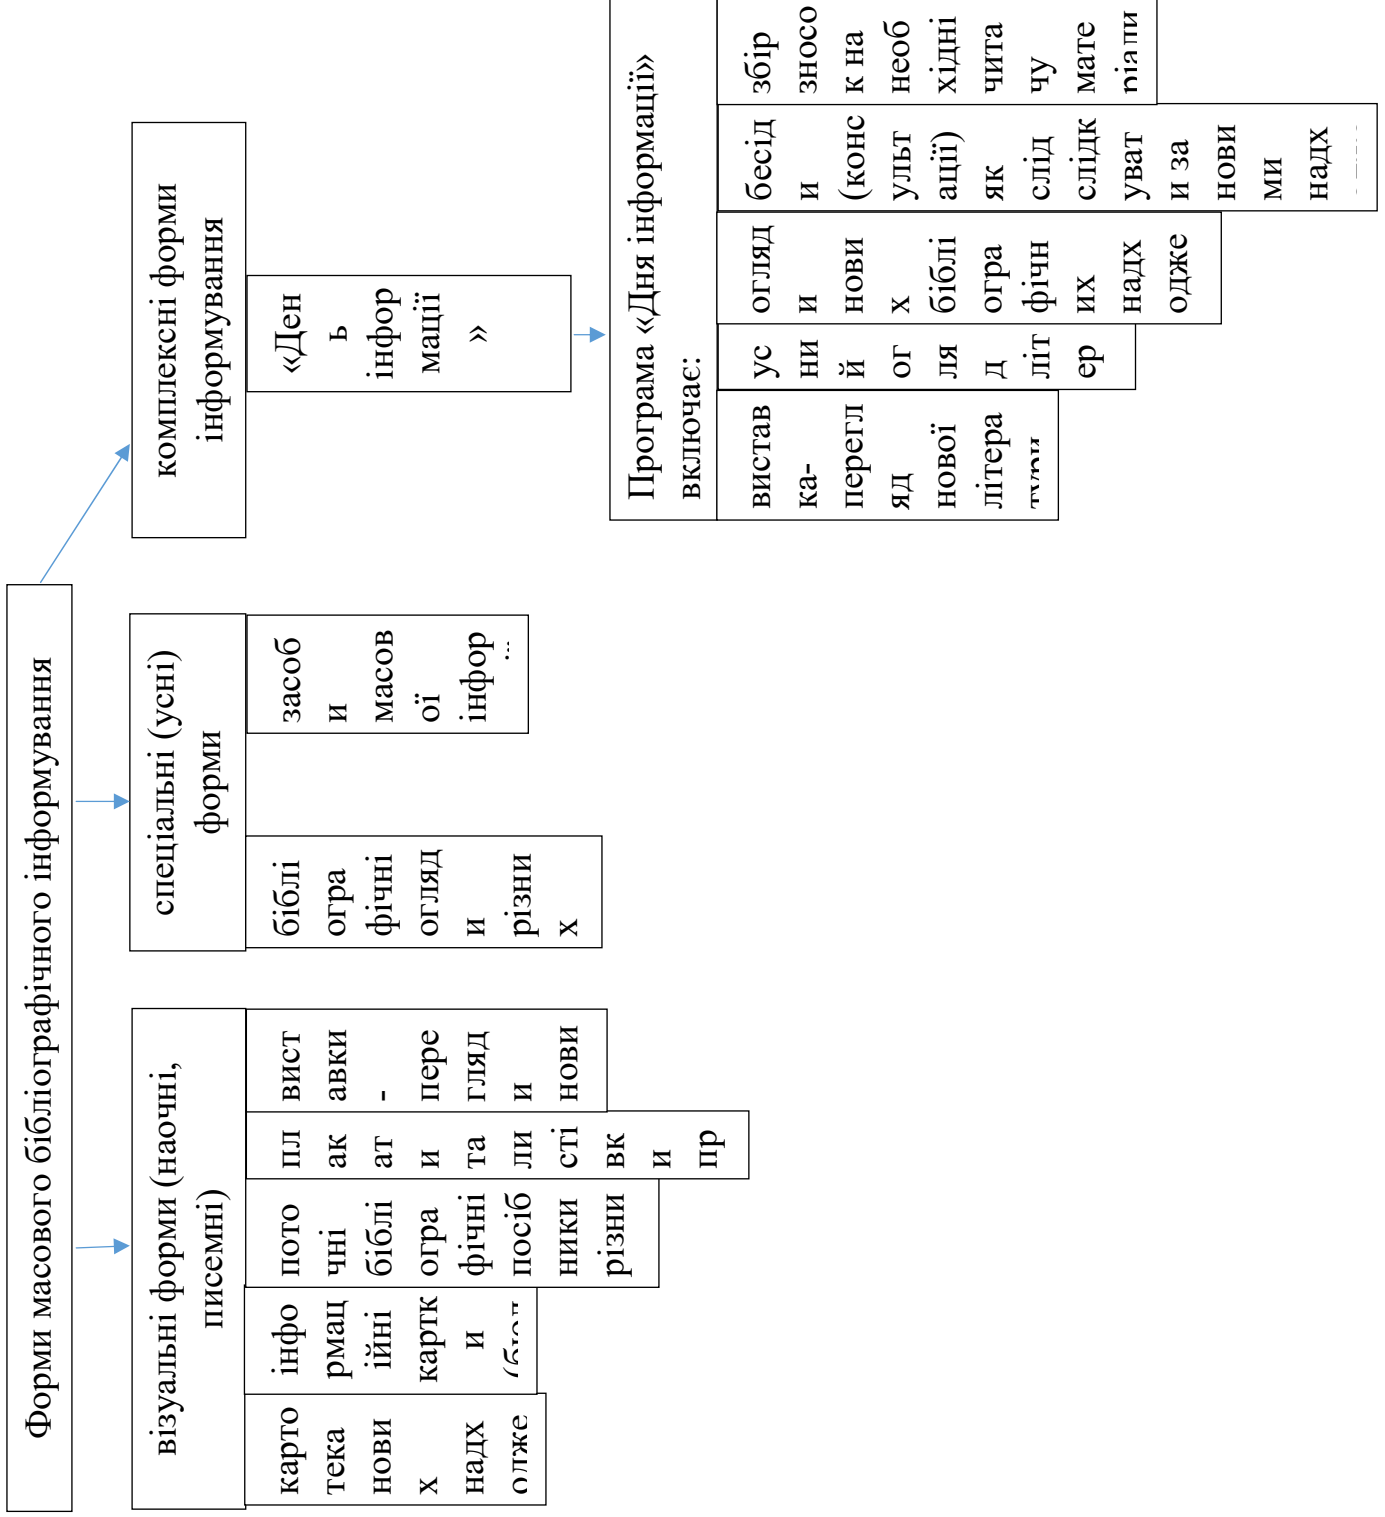 Форми масового бібліографічного інформування
візуальні форми (наочні,
писемні)
карто
тека
нови
х
надх
одже
інфо
рмац
ійні
картк
и
пото
чні
бібл
огра
фічні
посіб
ники
різни
пл
ак
ат
и
та
ли
сті
вк
и
пр
вист
авки
-
пере
гляд
и
нови
спеціальні (усні)
форми
біблі
огра
фічні
огляд
и
різни
х
засоб
и
масов
ої
інфор
комплексні форми
інформування
«Ден
ь
інфор
мації
»
Програма «Дня інформації»
включає:
вистав
ка-
перегл
яд
нової
літера
тури
ус
ни
й
ог
ля
д
літ
ер
огляд
и
нови
х
біблі
огра
фічн
их
надх
одже
бесід
и
(конс
ульт
ації)
як
слід
слідк
уват
и за
нови
ми
надх
збір
зносо
к на
необ
хідні
чита
чу
мате
ріали